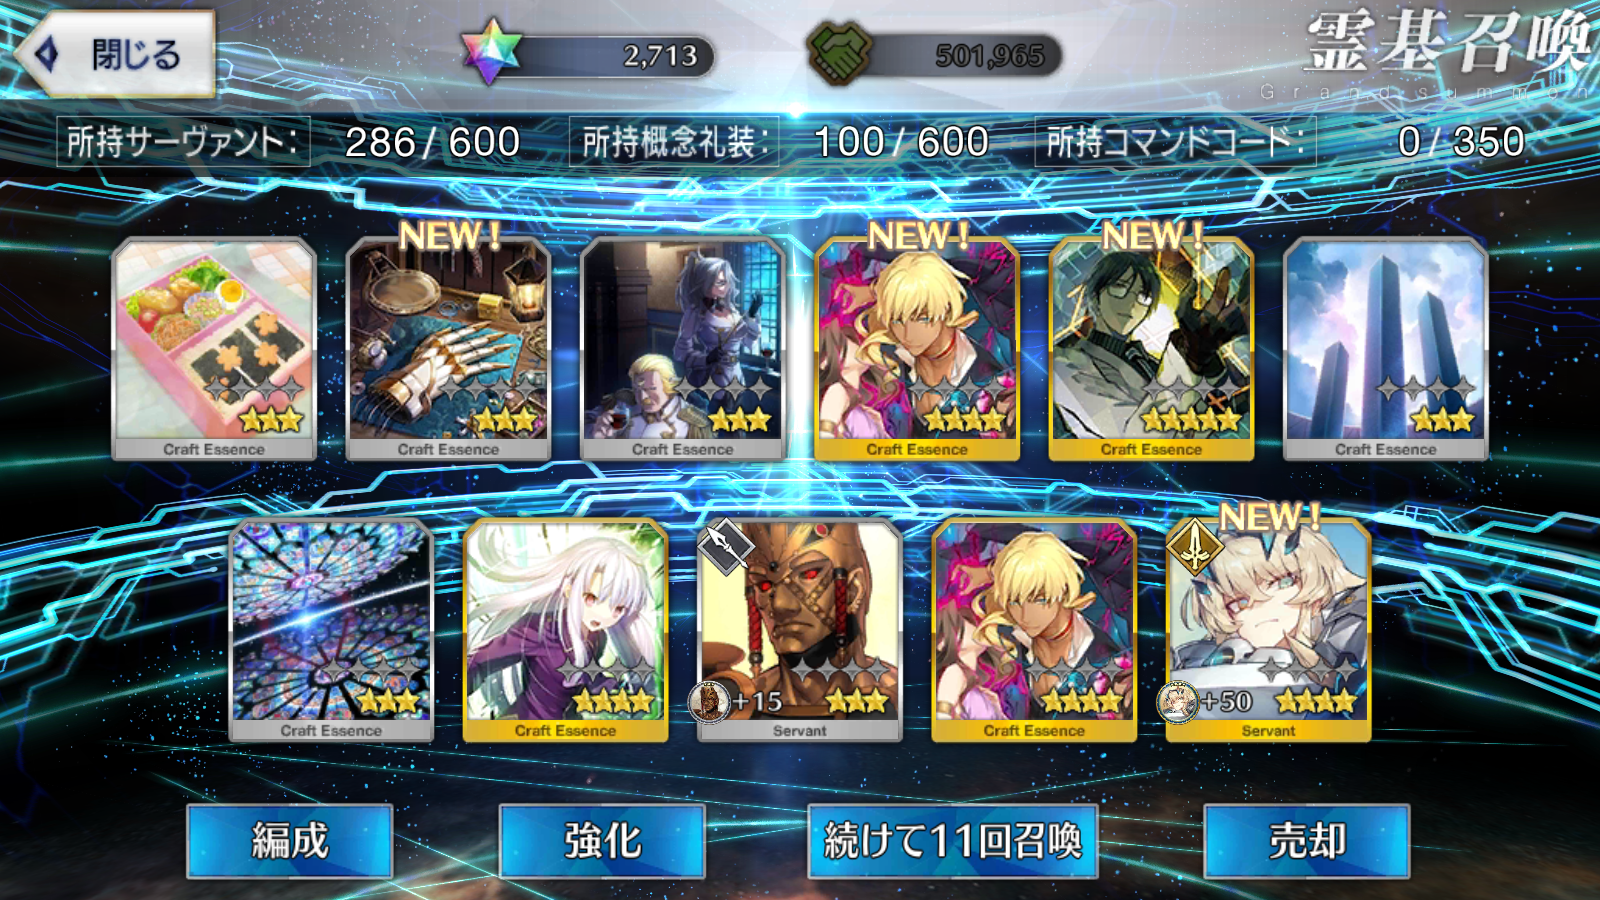 閉じる
2,713
501,965
霊基召喚
Grand summon
所持サーヴァント: 286/600
所持概念礼装: 100/600
所持コマンドコード: 0/350
NEW!
NEW!
NEW!
Craft Essence
Craft Essence
Craft Essence
Craft Essence
Craft Essence
Craft Essence
NEW!
+15
+50
Craft Essence
Craft Essence
Servant
Craft Essence
Servant
編成
強化
続けて11回召喚
売却